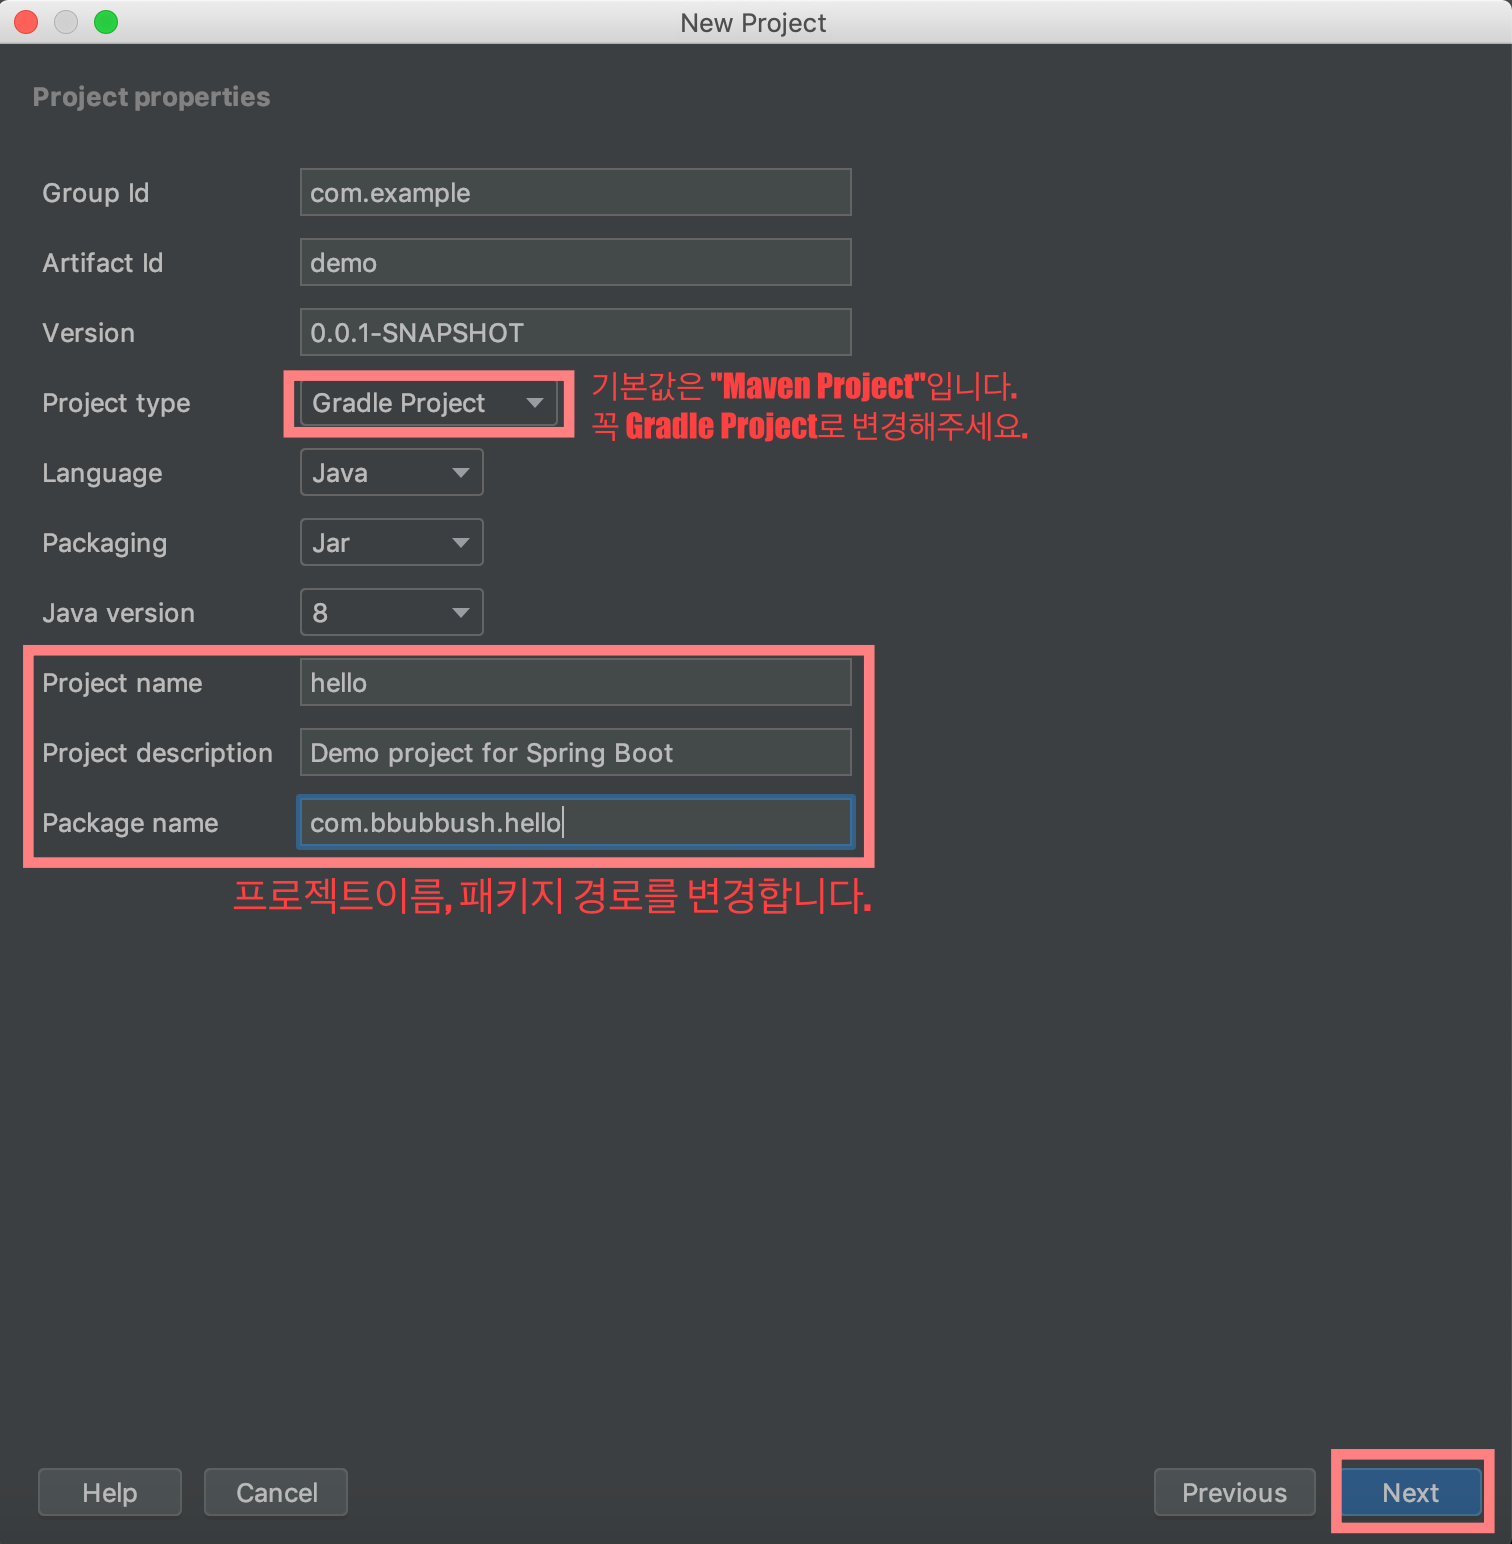 New Project
Project properties
Group Id com.example
Artifact Id demo
Version 0.0.1-SNAPSHOT
Project type Gradle Project
기본값은 "Maven Project"입니다.
꼭 Gradle Project로 변경해주세요.
Language Java
Packaging Jar
Java version 8
Project name hello
Project description Demo project for Spring Boot
Package name com.bbubbush.hello
프로젝트이름, 패키지 경로를 변경합니다.
Help Cancel Previous Next